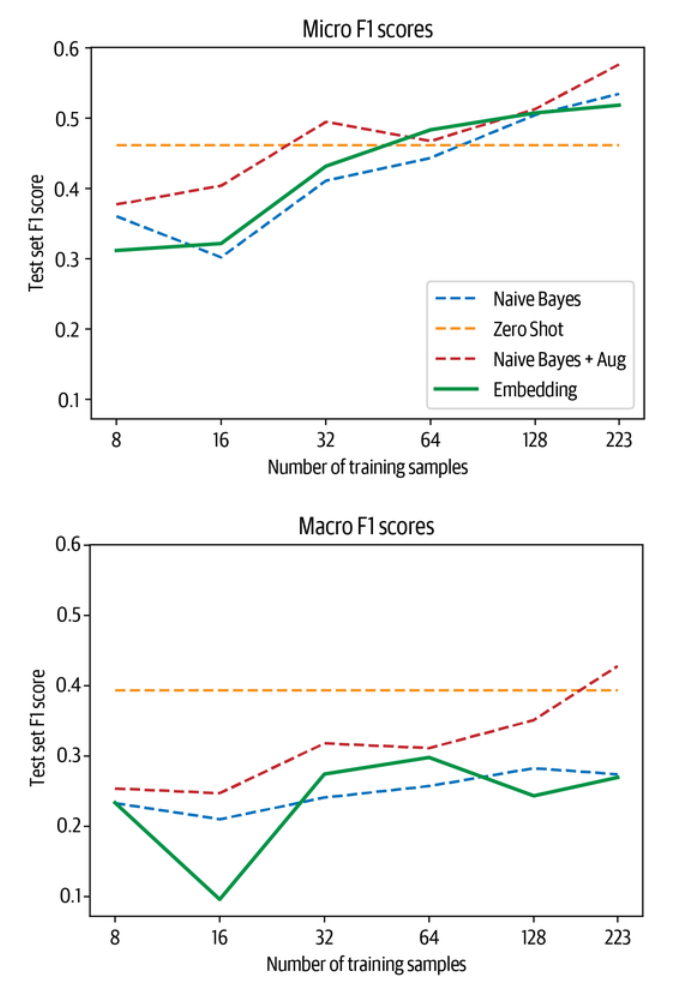 Micro F1 scores
0.6
0.5
0.4
0.3
0.2
0.1
Test set F1 score
Naive Bayes
Zero Shot
Naive Bayes + Aug
Embedding
8 16 32 64 128 223
Number of training samples
Macro F1 scores
0.6
0.5
0.4
0.3
0.2
0.1
Test set F1 score
8 16 32 64 128 223
Number of training samples